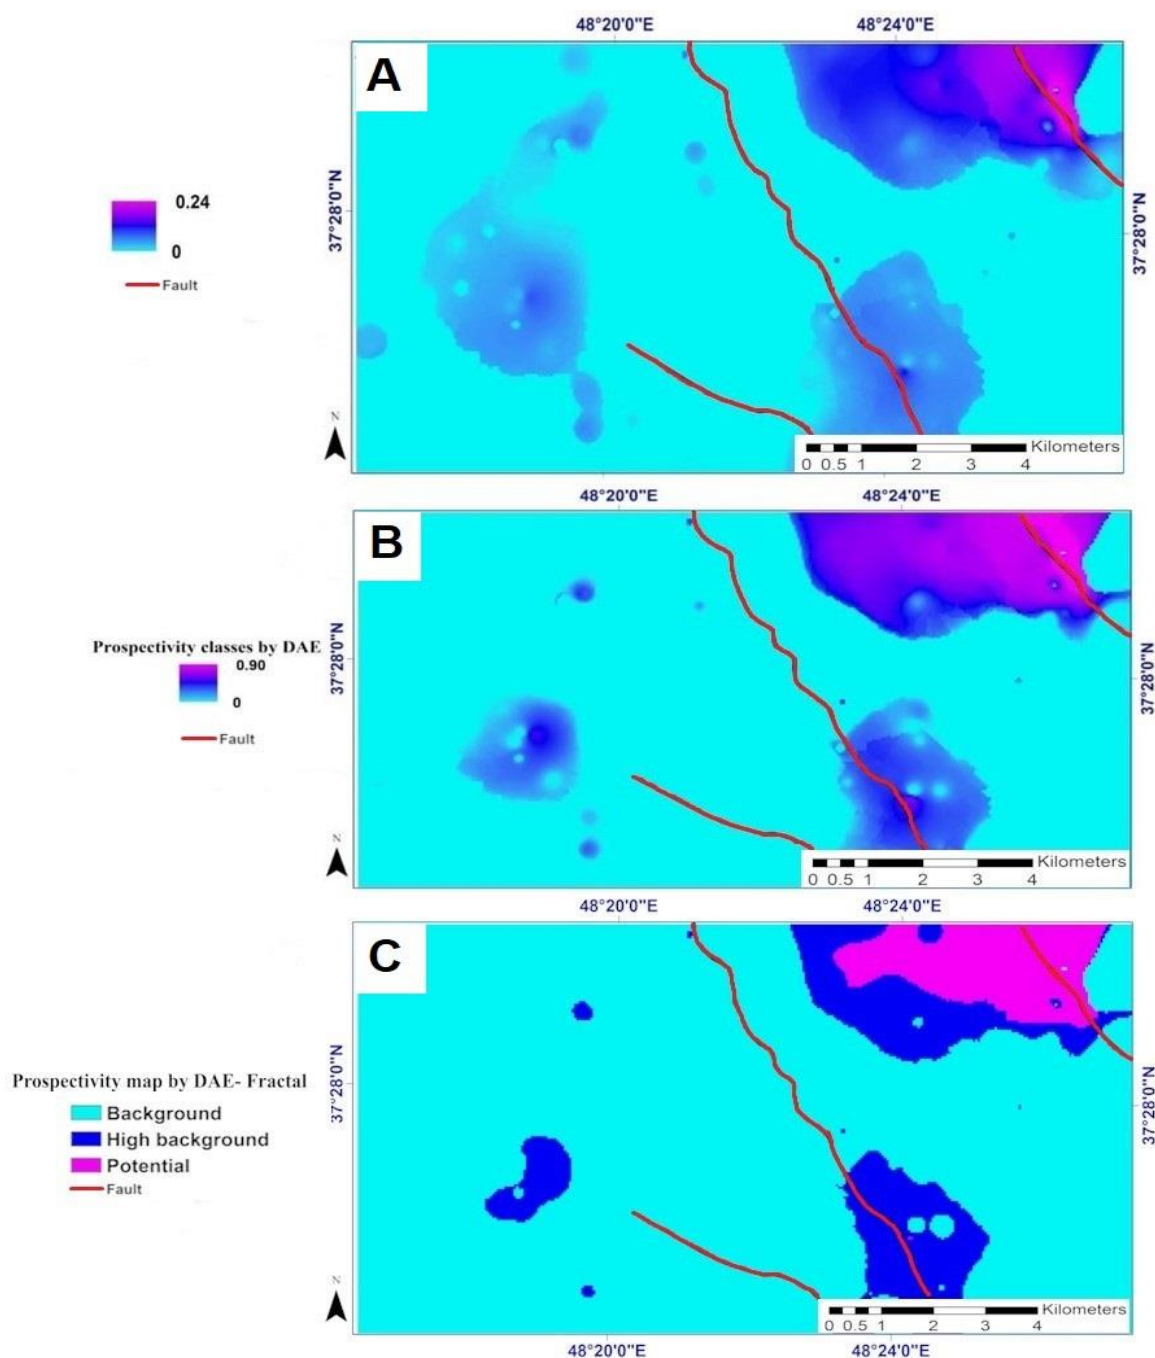 48°20'0"E 48°24'0"E
A
0.24
0
Fault
37°28'0"N
37°28'0"N
N
Kilometers
0 0.5 1 2 3 4
48°20'0"E 48°24'0"E
B
Prospectivity classes by DAE
0.90
0
Fault
37°28'0"N
37°28'0"N
N
Kilometers
0 0.5 1 2 3 4
48°20'0"E 48°24'0"E
C
Prospectivity map by DAE- Fractal
Background
High background
Potential
Fault
37°28'0"N
37°28'0"N
N
Kilometers
0 0.5 1 2 3 4
48°20'0"E 48°24'0"E